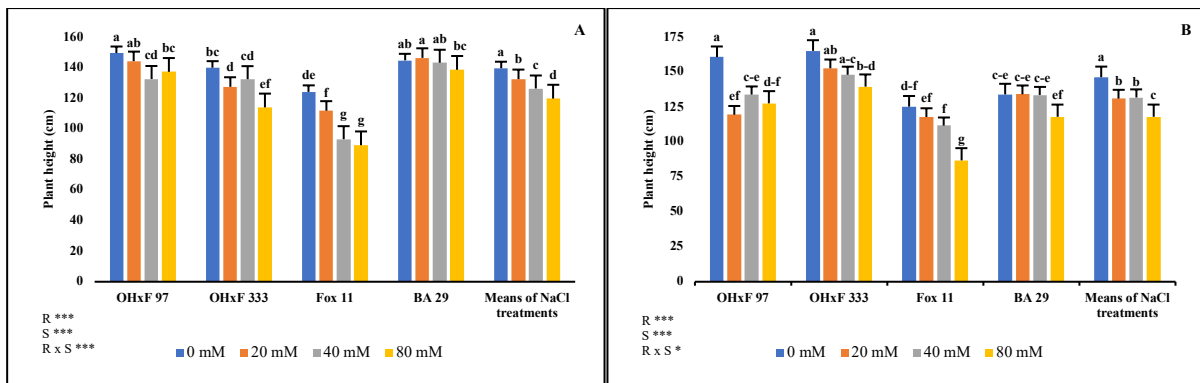 A
Plant height (cm)
160
140
120
100
80
60
40
20
0
a ab cd bc
bc d cd ef
de f g g
ab a ab bc
a b c d
OHxF 97 OHxF 333 Fox 11 BA 29 Means of NaCl
treatments
R ***
S ***
R x S ***
0 mM 20 mM 40 mM 80 mM
B
Plant height (cm)
175
150
125
100
75
50
25
0
a ef c-e d-f
a ab a-c b-d
d-f ef f g
c-e c-e c-e ef
a b b c
OHxF 97 OHxF 333 Fox 11 BA 29 Means of NaCl
treatments
R ***
S ***
R x S *
0 mM 20 mM 40 mM 80 mM